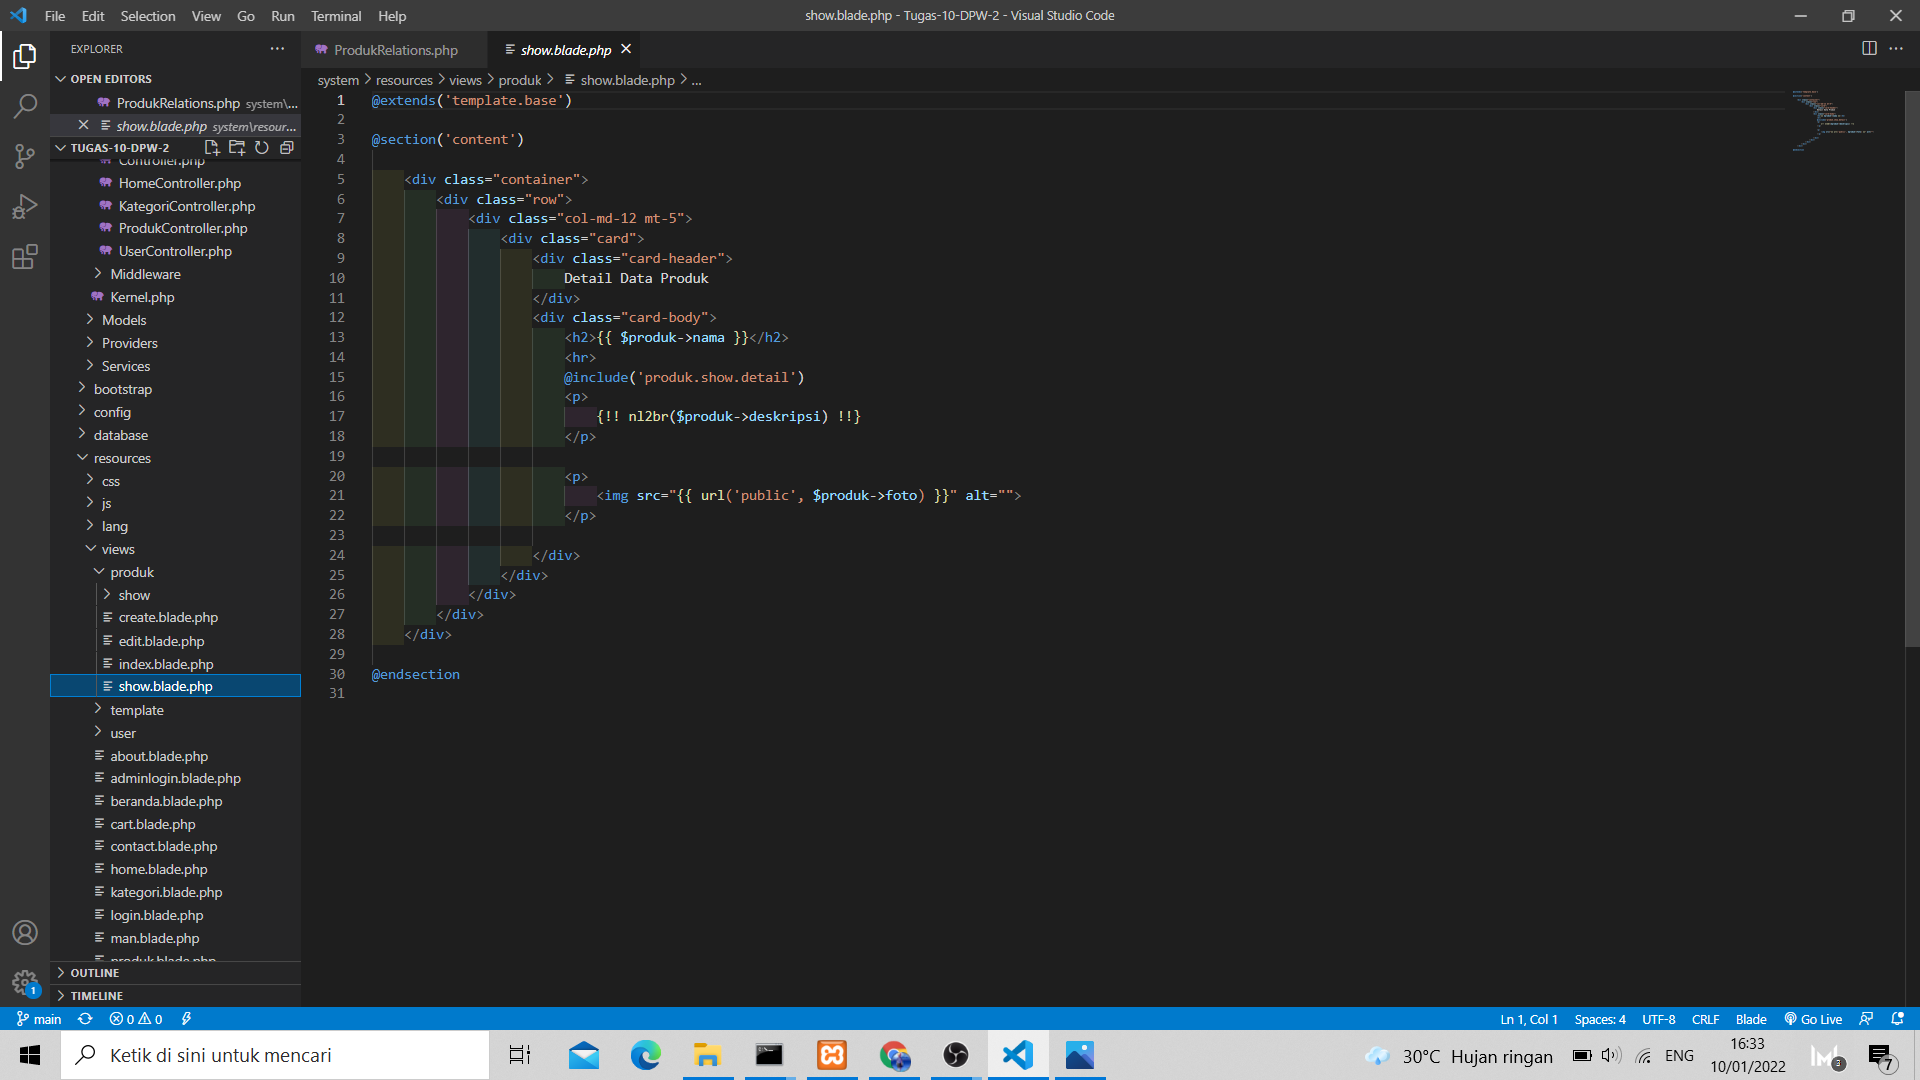 File Edit Selection View Go Run Terminal Help
show.blade.php - Tugas-10-DPW-2 - Visual Studio Code
EXPLORER
OPEN EDITORS
ProdukRelations.php system\...
show.blade.php system\resour...
TUGAS-10-DPW-2
Controller.php
HomeController.php
KategoriController.php
ProdukController.php
UserController.php
Middleware
Kernel.php
Models
Providers
Services
bootstrap
config
database
resources
css
js
lang
views
produk
show
create.blade.php
edit.blade.php
index.blade.php
show.blade.php
template
user
about.blade.php
adminlogin.blade.php
beranda.blade.php
cart.blade.php
contact.blade.php
home.blade.php
kategori.blade.php
login.blade.php
man.blade.php
produk.blade.php
OUTLINE
TIMELINE
ProdukRelations.php show.blade.php
system > resources > views > produk > show.blade.php > ...
1 @extends('template.base')
2
3 @section('content')
4
5 <div class="container">
6 <div class="row">
7 <div class="col-md-12 mt-5">
8 <div class="card">
9 <div class="card-header">
10 Detail Data Produk
11 </div>
12 <div class="card-body">
13 <h2>{{ $produk->nama }}</h2>
14 <hr>
15 @include('produk.show.detail')
16 <p>
17 {!! nl2br($produk->deskripsi) !!}
18 </p>
19
20 <p>
21 <img src="{{ url('public', $produk->foto) }}" alt="">
22 </p>
23
24 </div>
25 </div>
26 </div>
27 </div>
28 </div>
29
30 @endsection
31
1
main 0 0
Ln 1, Col 1 Spaces: 4 UTF-8 CRLF Blade Go Live
Ketik di sini untuk mencari
30°C Hujan ringan
ENG
16:33
10/01/2022
3
7